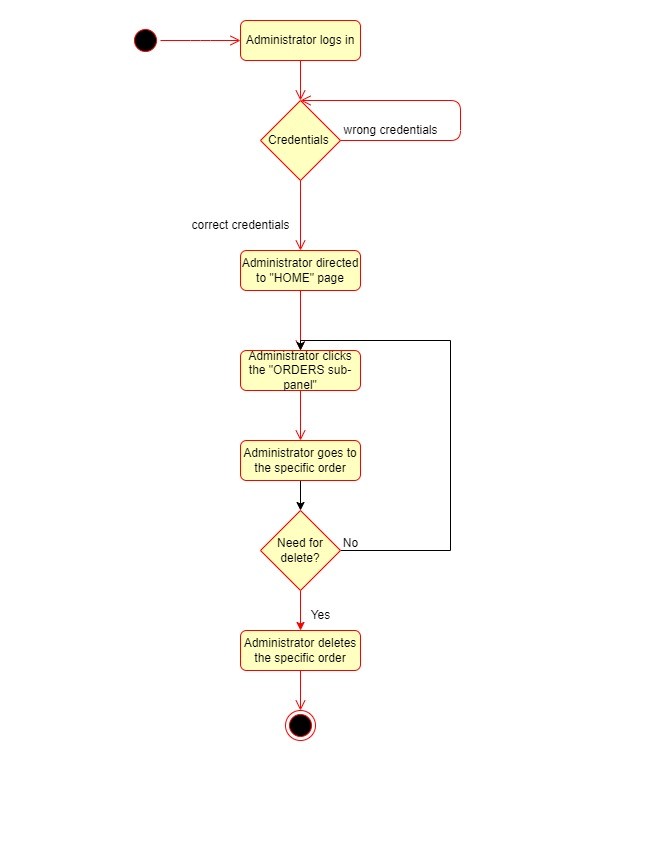 Administrator logs in
Credentials
wrong credentials
correct credentials
Administrator directed
to "HOME" page
Administrator clicks
the "ORDERS sub-
panel"
Administrator goes to
the specific order
Need for
delete?
No
Yes
Administrator deletes
the specific order